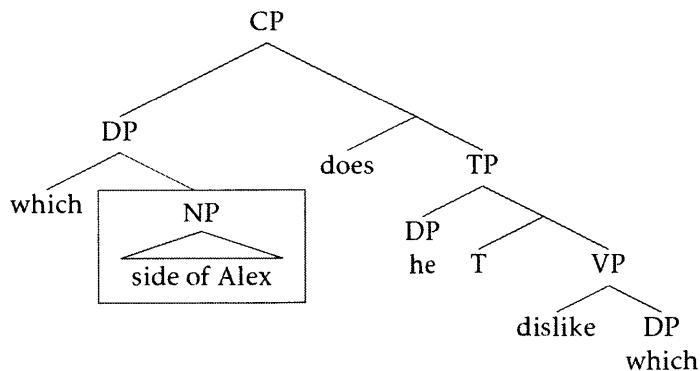 CP
DP
does
TP
which
NP
side of Alex
DP
he
T
VP
dislike
DP
which